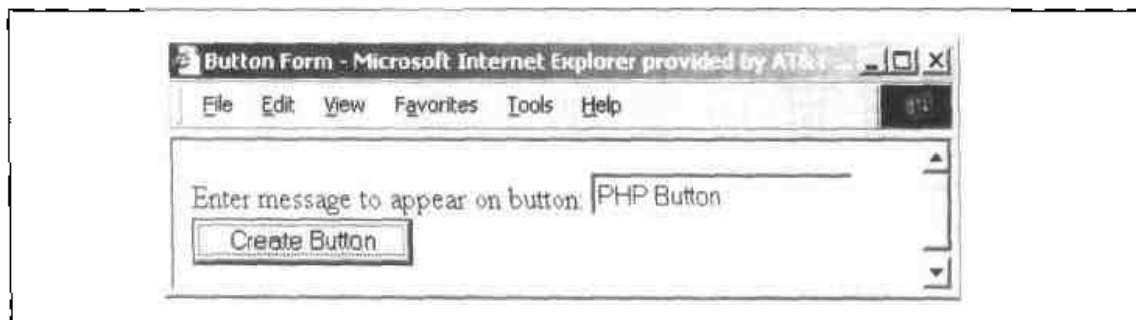 Button Form - Microsoft Internet Explorer provided by AT&T ...
File Edit View Favorites Tools Help
Enter message to appear on button: PHP Button
Create Button